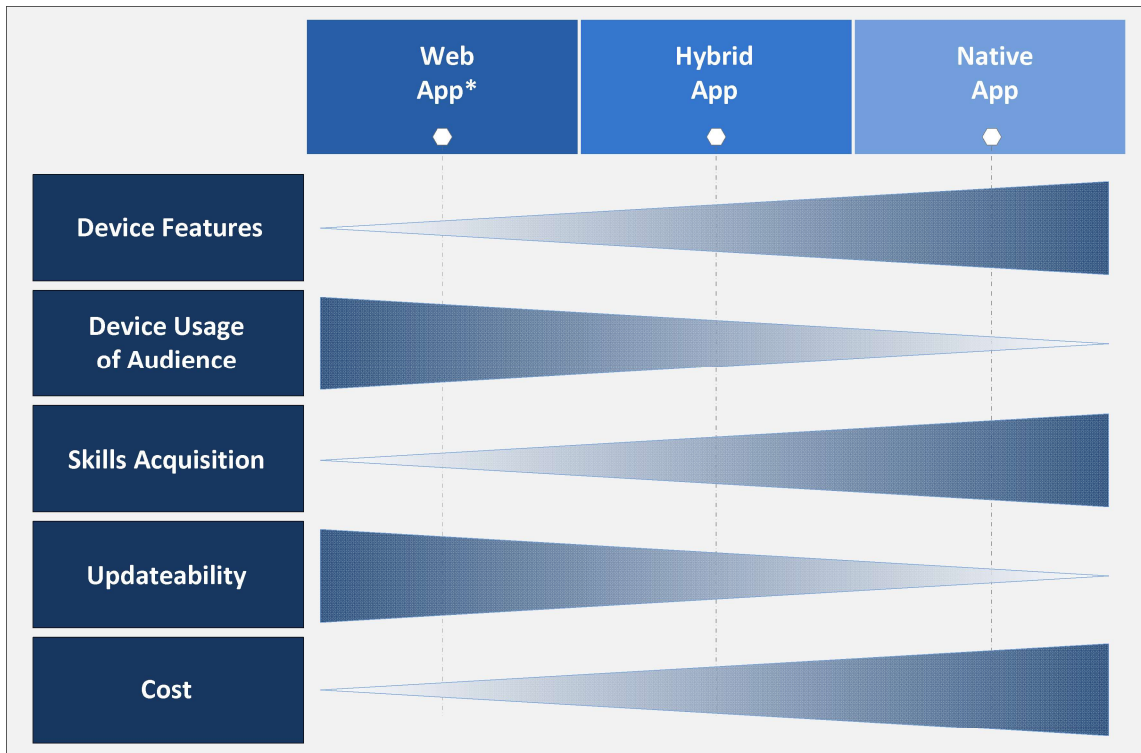 Web
App*
Hybrid
App
Native
App
Device Features
Device Usage
of Audience
Skills Acquisition
Updateability
Cost